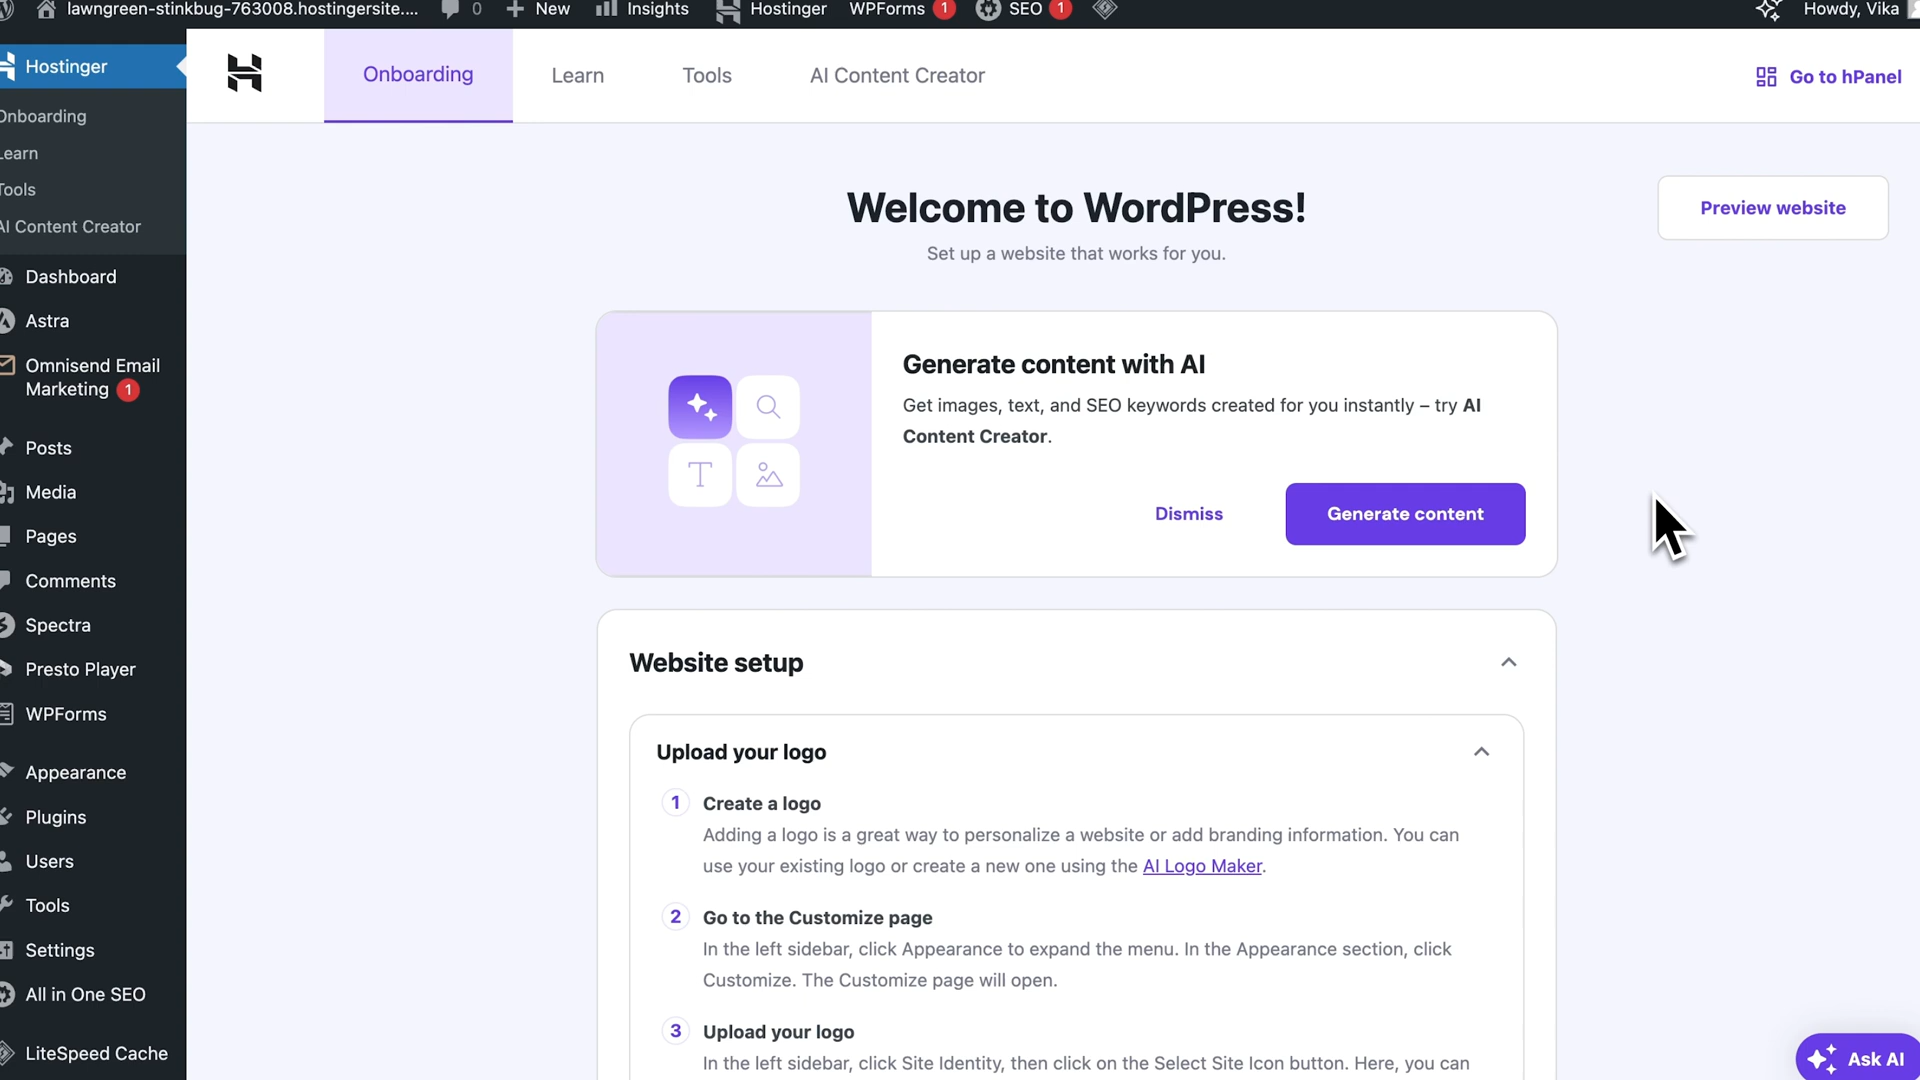 lawngreen-stinkbug-763008.hostingersite....
0
New
Insights
Hostinger
WPForms 1
SEO 1
Howdy, Vika
Hostinger
Onboarding
Learn
Tools
AI Content Creator
Go to hPanel
Onboarding
Learn
Tools
AI Content Creator
Dashboard
Astra
Omnisend Email
Marketing 1
Posts
Media
Pages
Comments
Spectra
Presto Player
WPForms
Appearance
Plugins
Users
Tools
Settings
All in One SEO
LiteSpeed Cache
Welcome to WordPress!
Set up a website that works for you.
Preview website
Generate content with AI
Get images, text, and SEO keywords created for you instantly – try AI
Content Creator.
Dismiss
Generate content
Website setup
Upload your logo
1 Create a logo
Adding a logo is a great way to personalize a website or add branding information. You can
use your existing logo or create a new one using the AI Logo Maker.
2 Go to the Customize page
In the left sidebar, click Appearance to expand the menu. In the Appearance section, click
Customize. The Customize page will open.
3 Upload your logo
In the left sidebar, click Site Identity, then click on the Select Site Icon button. Here, you can
Ask AI